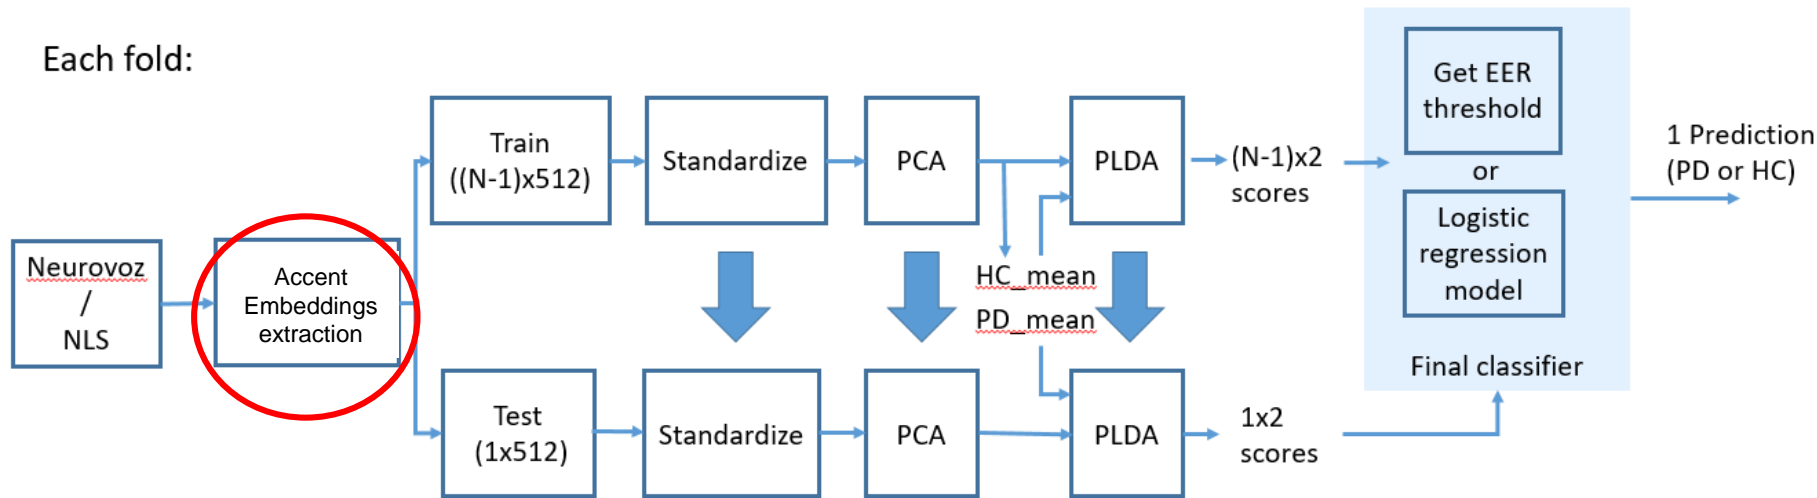 Each fold:
Neurovoz
/
NLS
Accent
Embeddings
extraction
Train
((N-1)x512)
Standardize
PCA
HC_mean
PD_mean
PLDA
(N-1)x2
scores
Test
(1x512)
Standardize
PCA
PLDA
1x2
scores
Get EER
threshold
or
Logistic
regression
model
Final classifier
1 Prediction
(PD or HC)